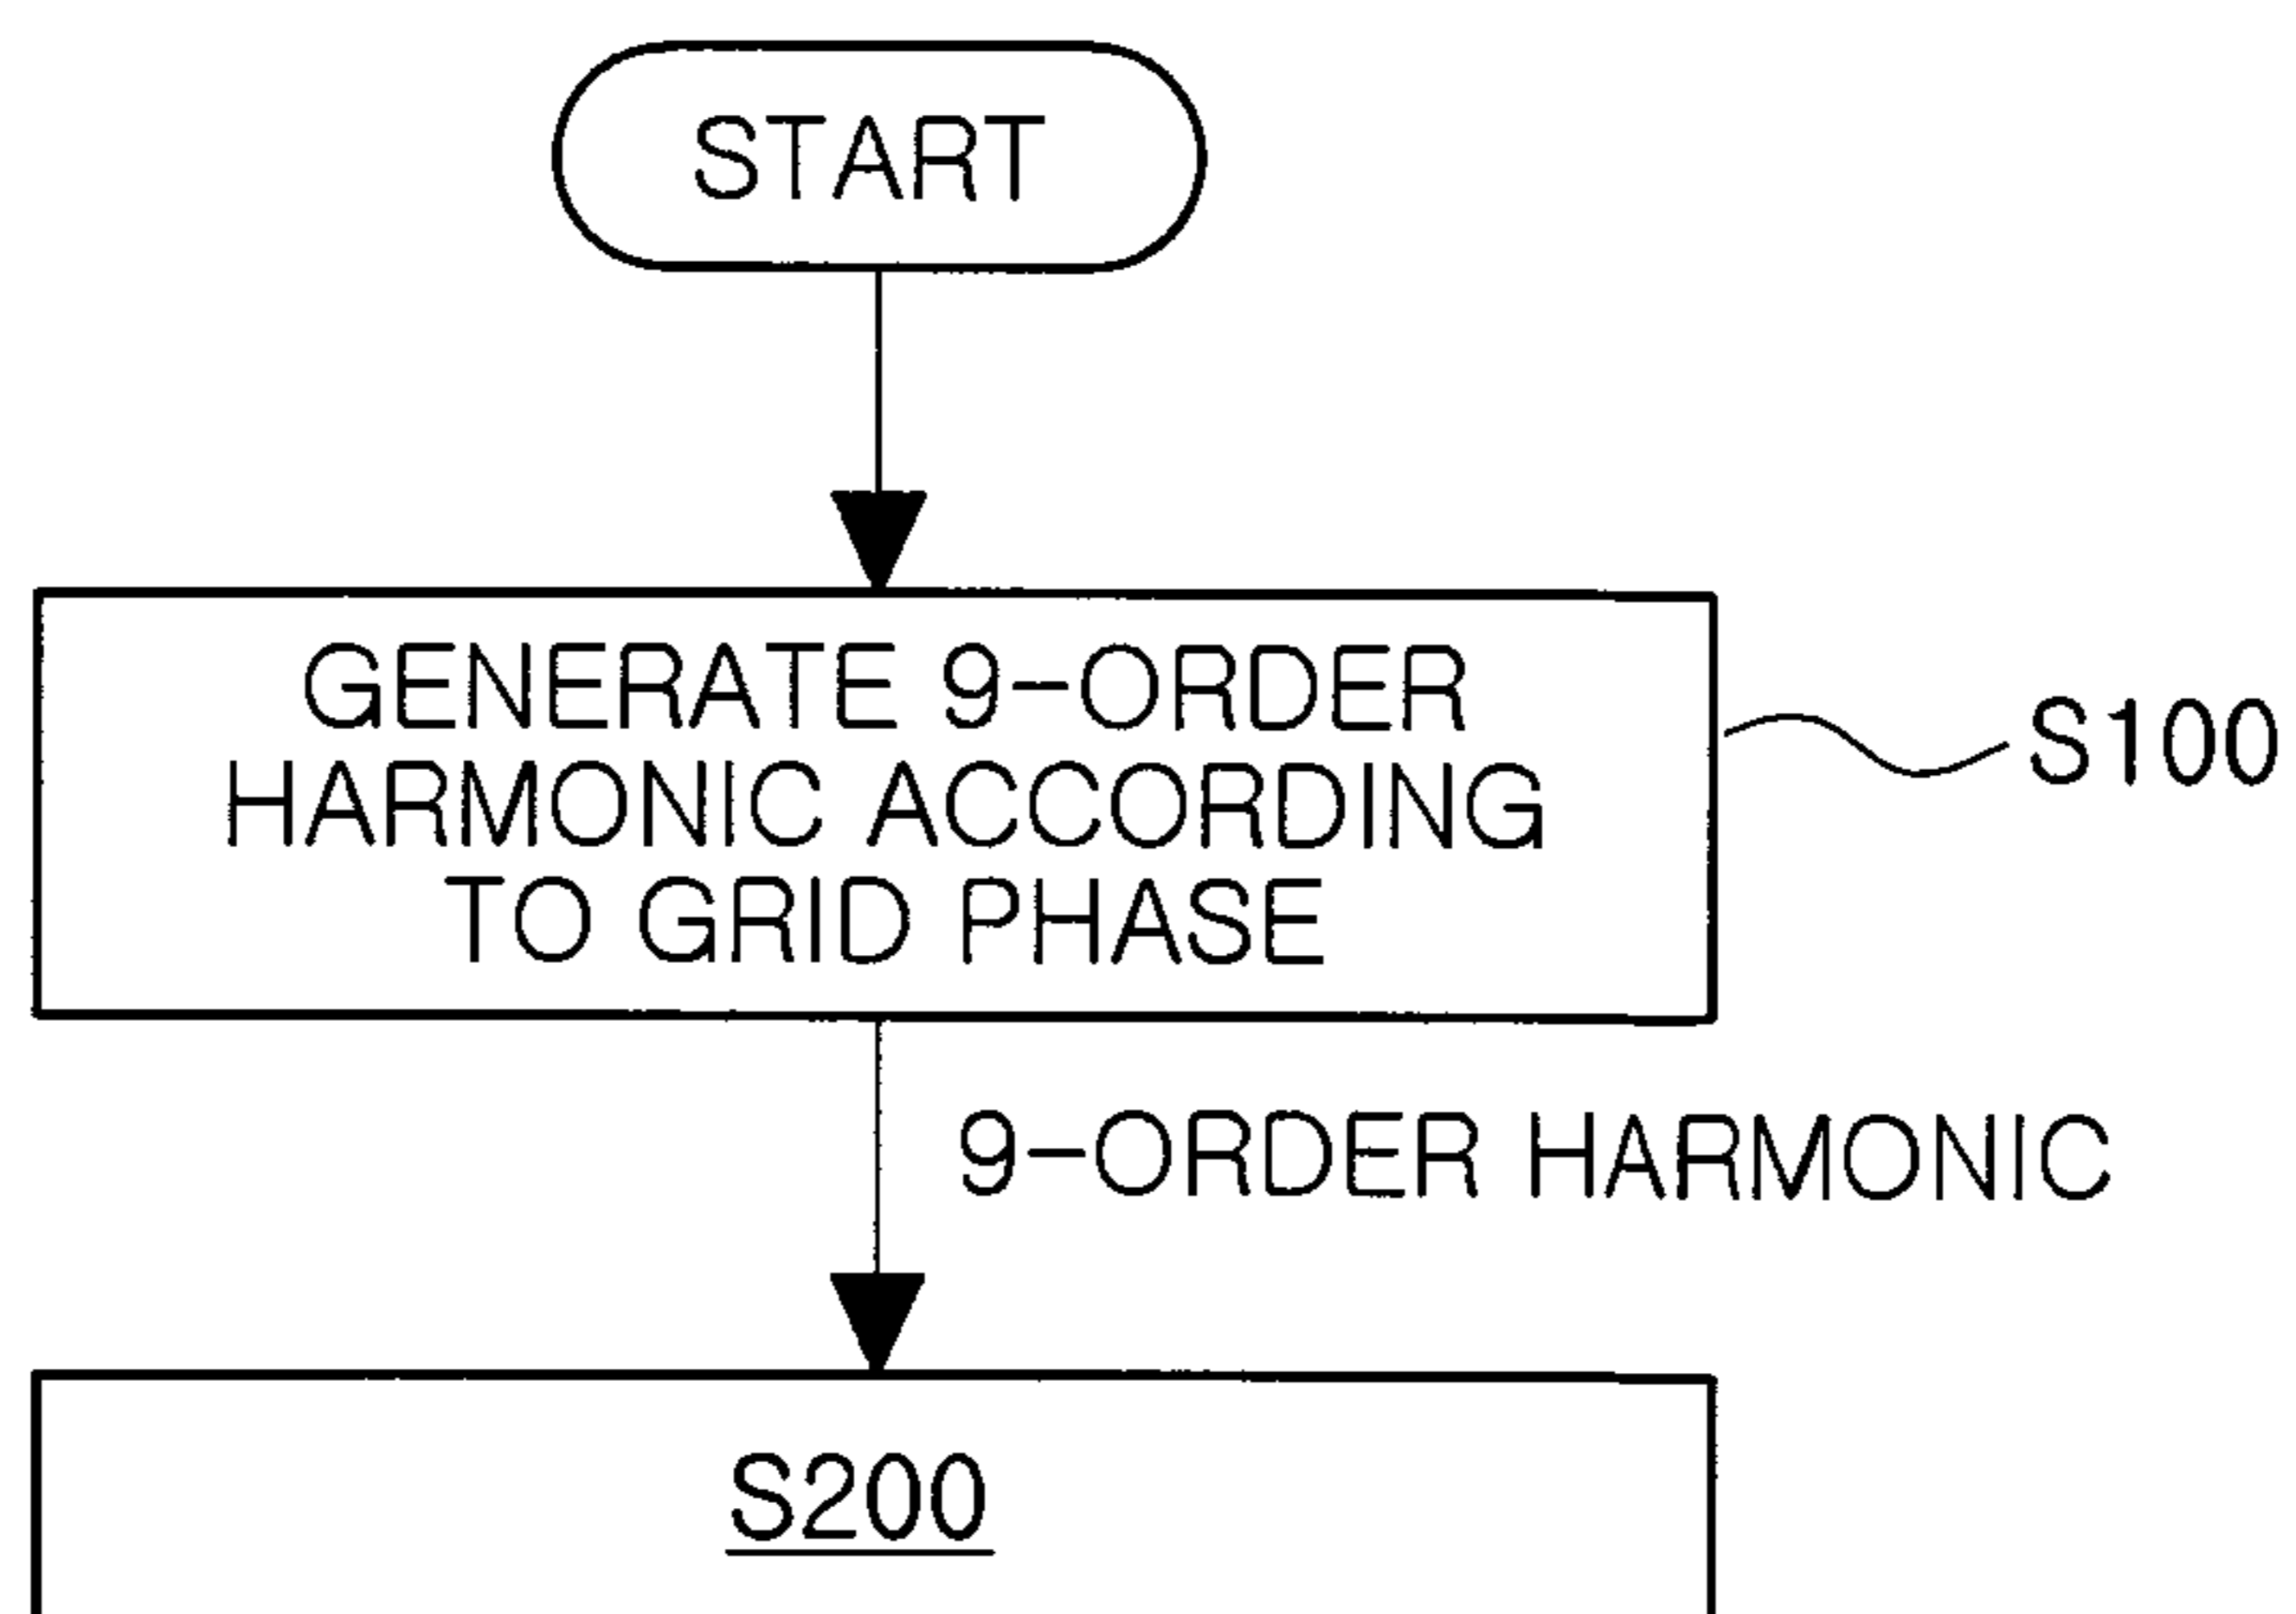 START
GENERATE 9-ORDER
HARMONIC ACCORDING
TO GRID PHASE
S100
9-ORDER HARMONIC
S200